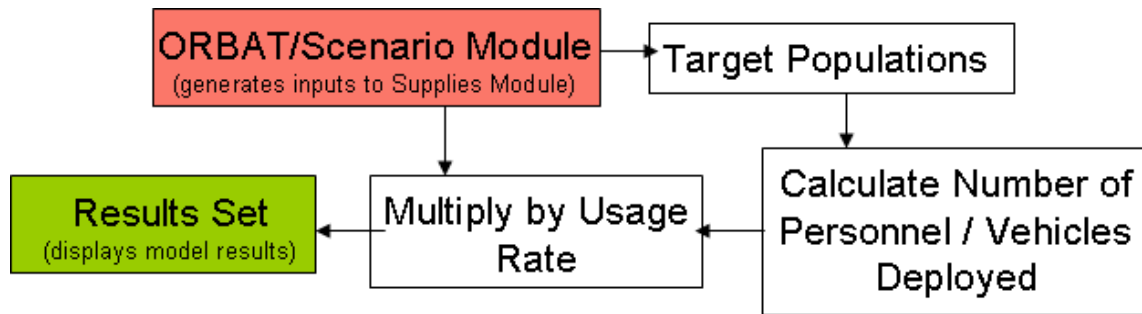 ORBAT/Scenario Module
(generates inputs to Supplies Module)
Target Populations
Calculate Number of
Personnel / Vehicles
Deployed
Multiply by Usage
Rate
Results Set
(displays model results)